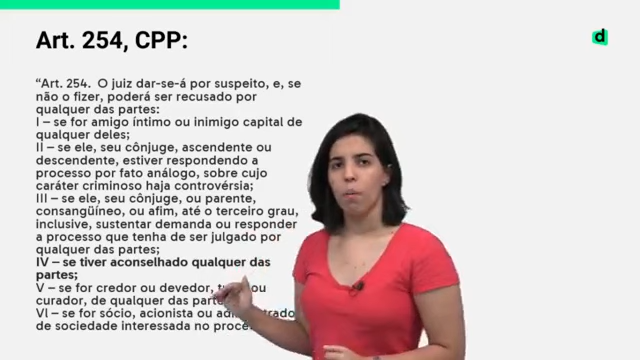 Art. 254, CPP:
d
“Art. 254. O juiz dar-se-á por suspeito, e, se
não o fizer, poderá ser recusado por
qualquer das partes:
I – se for amigo íntimo ou inimigo capital de
qualquer deles;
II – se ele, seu cônjuge, ascendente ou
descendente, estiver respondendo a
processo por fato análogo, sobre cujo
caráter criminoso haja controvérsia;
III – se ele, seu cônjuge, ou parente,
consangüíneo, ou afim, até o terceiro grau,
inclusive, sustentar demanda ou responder
a processo que tenha de ser julgado por
qualquer das partes;
IV – se tiver aconselhado qualquer das
partes;
V – se for credor ou devedor, ou
curador, de qualquer das
VI – se for sócio, acionista ou
de sociedade interessada no